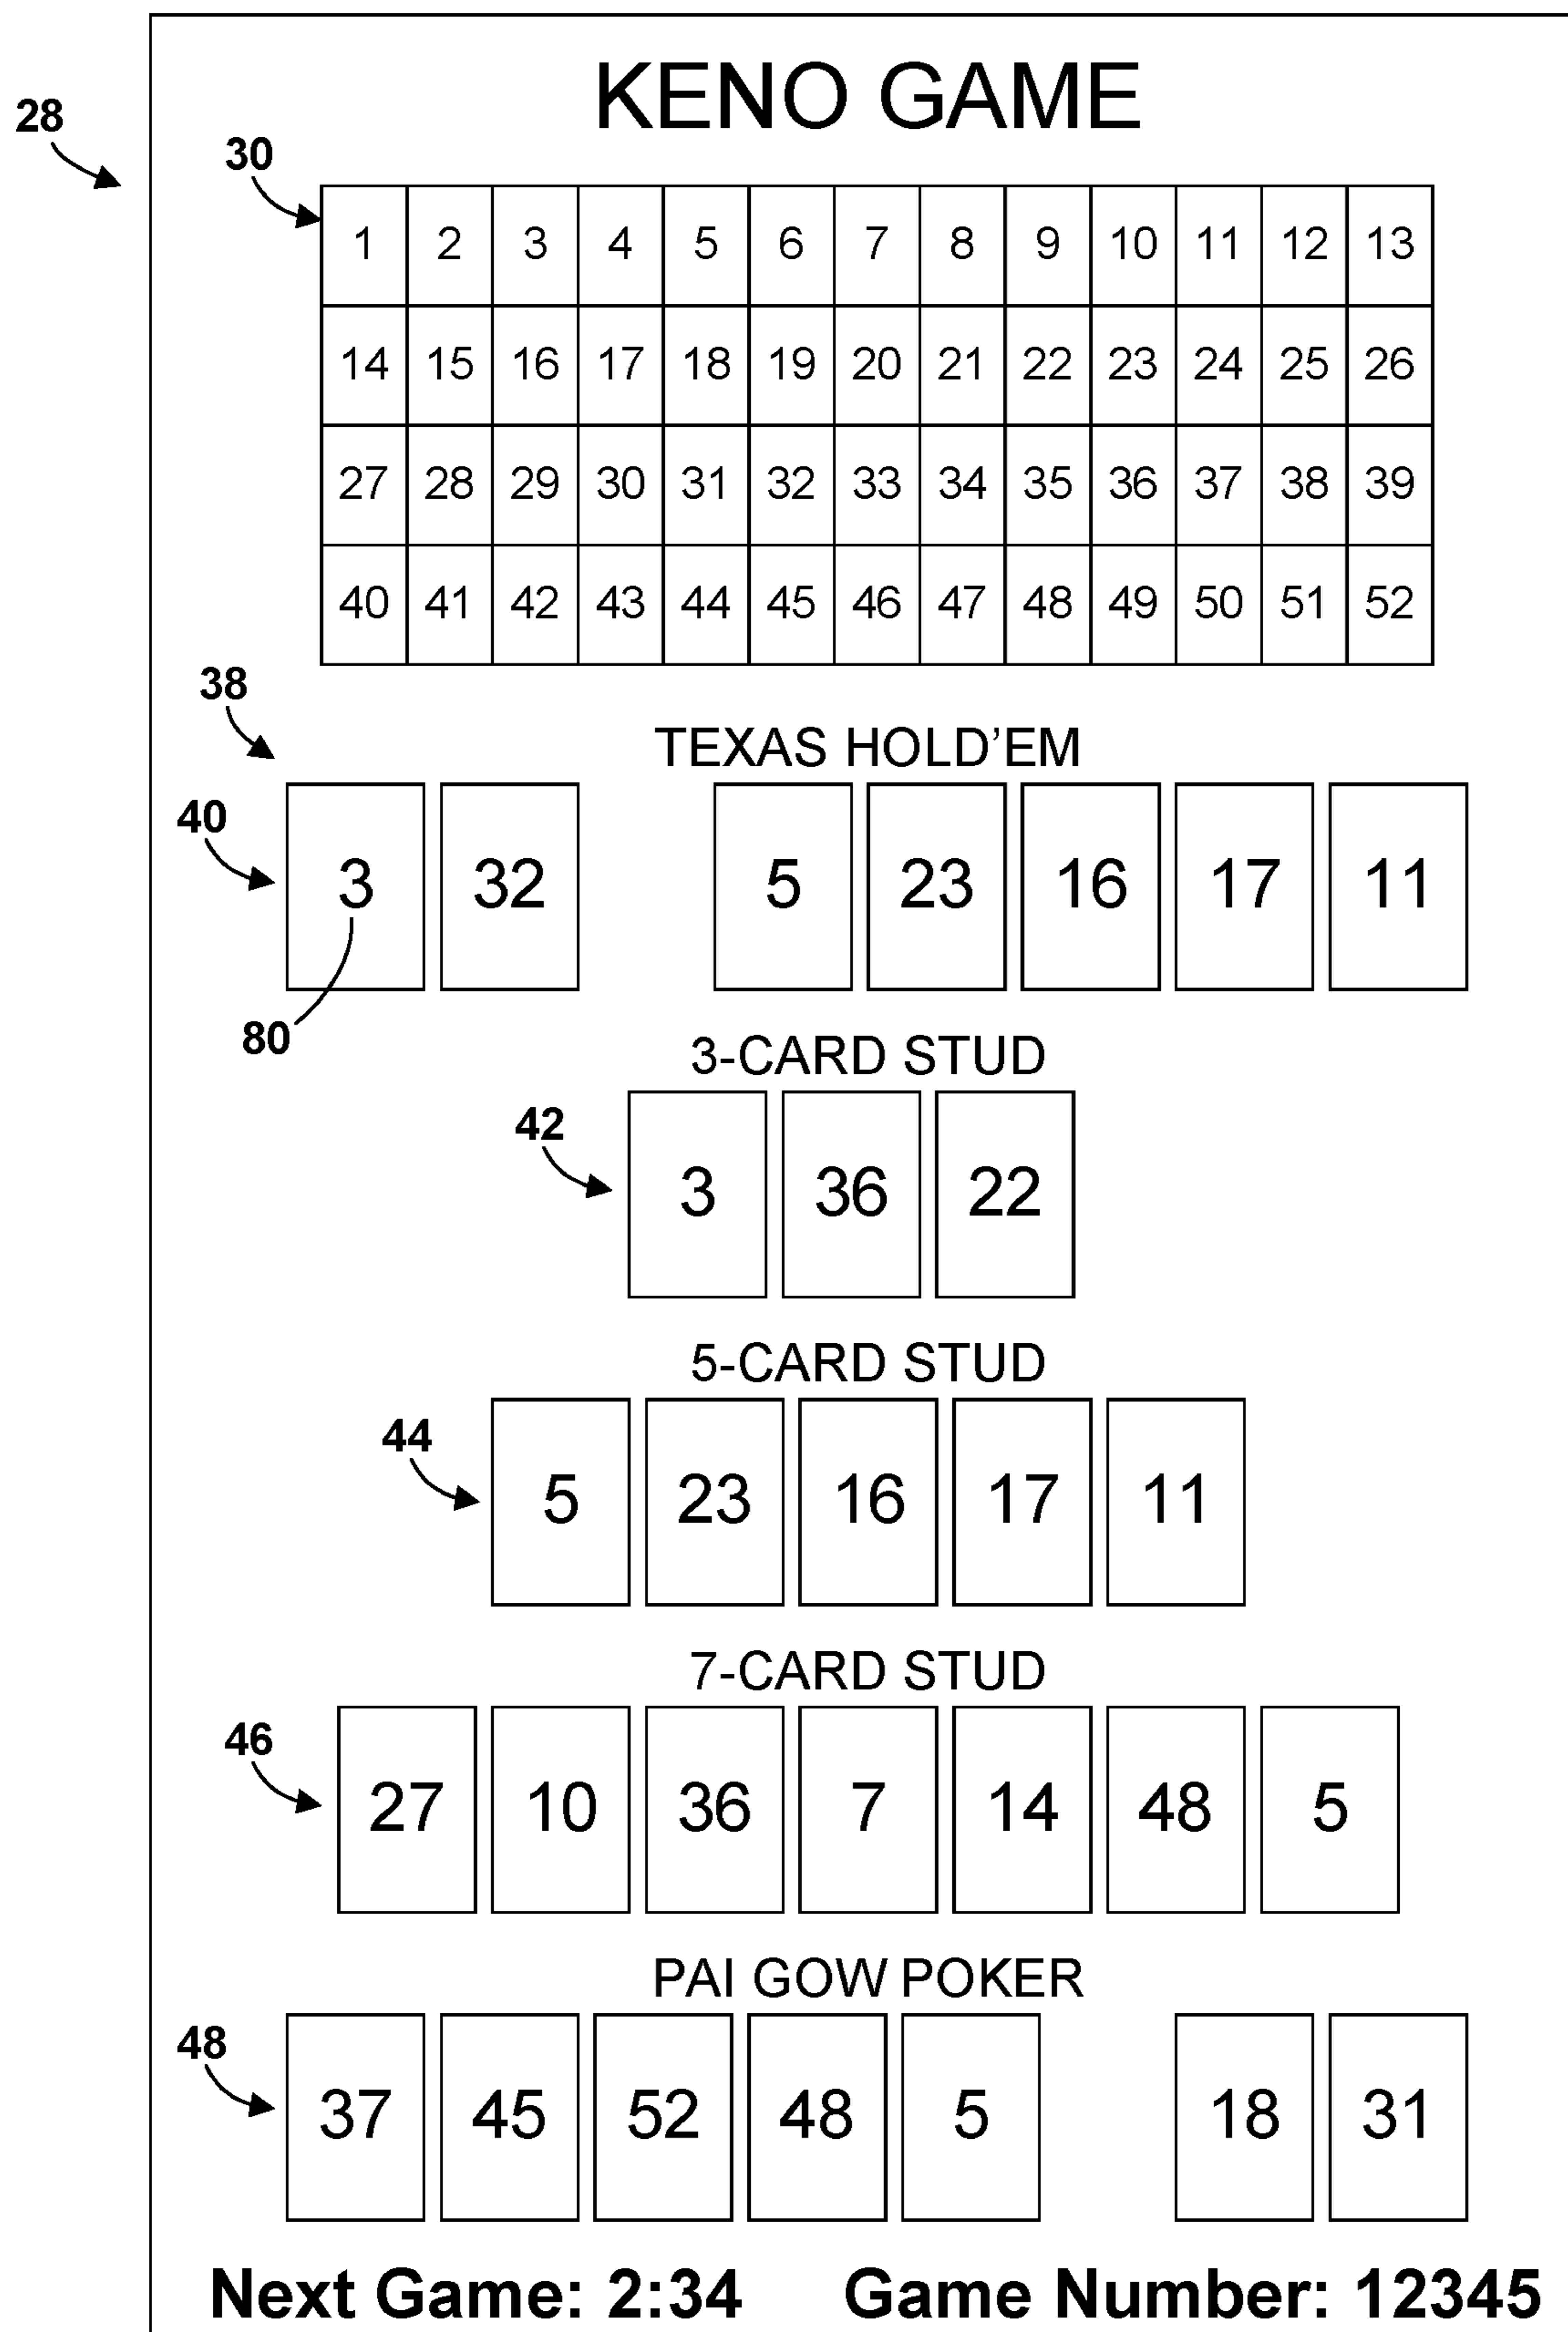 KENO GAME
28
30
1 2 3 4 5 6 7 8 9 10 11 12 13
14 15 16 17 18 19 20 21 22 23 24 25 26
27 28 29 30 31 32 33 34 35 36 37 38 39
40 41 42 43 44 45 46 47 48 49 50 51 52
38
TEXAS HOLD’EM
40
3 32 5 23 16 17 11
80
3-CARD STUD
42
3 36 22
5-CARD STUD
44
5 23 16 17 11
7-CARD STUD
46
27 10 36 7 14 48 5
PAI GOW POKER
48
37 45 52 48 5 18 31
Next Game: 2:34 Game Number: 12345